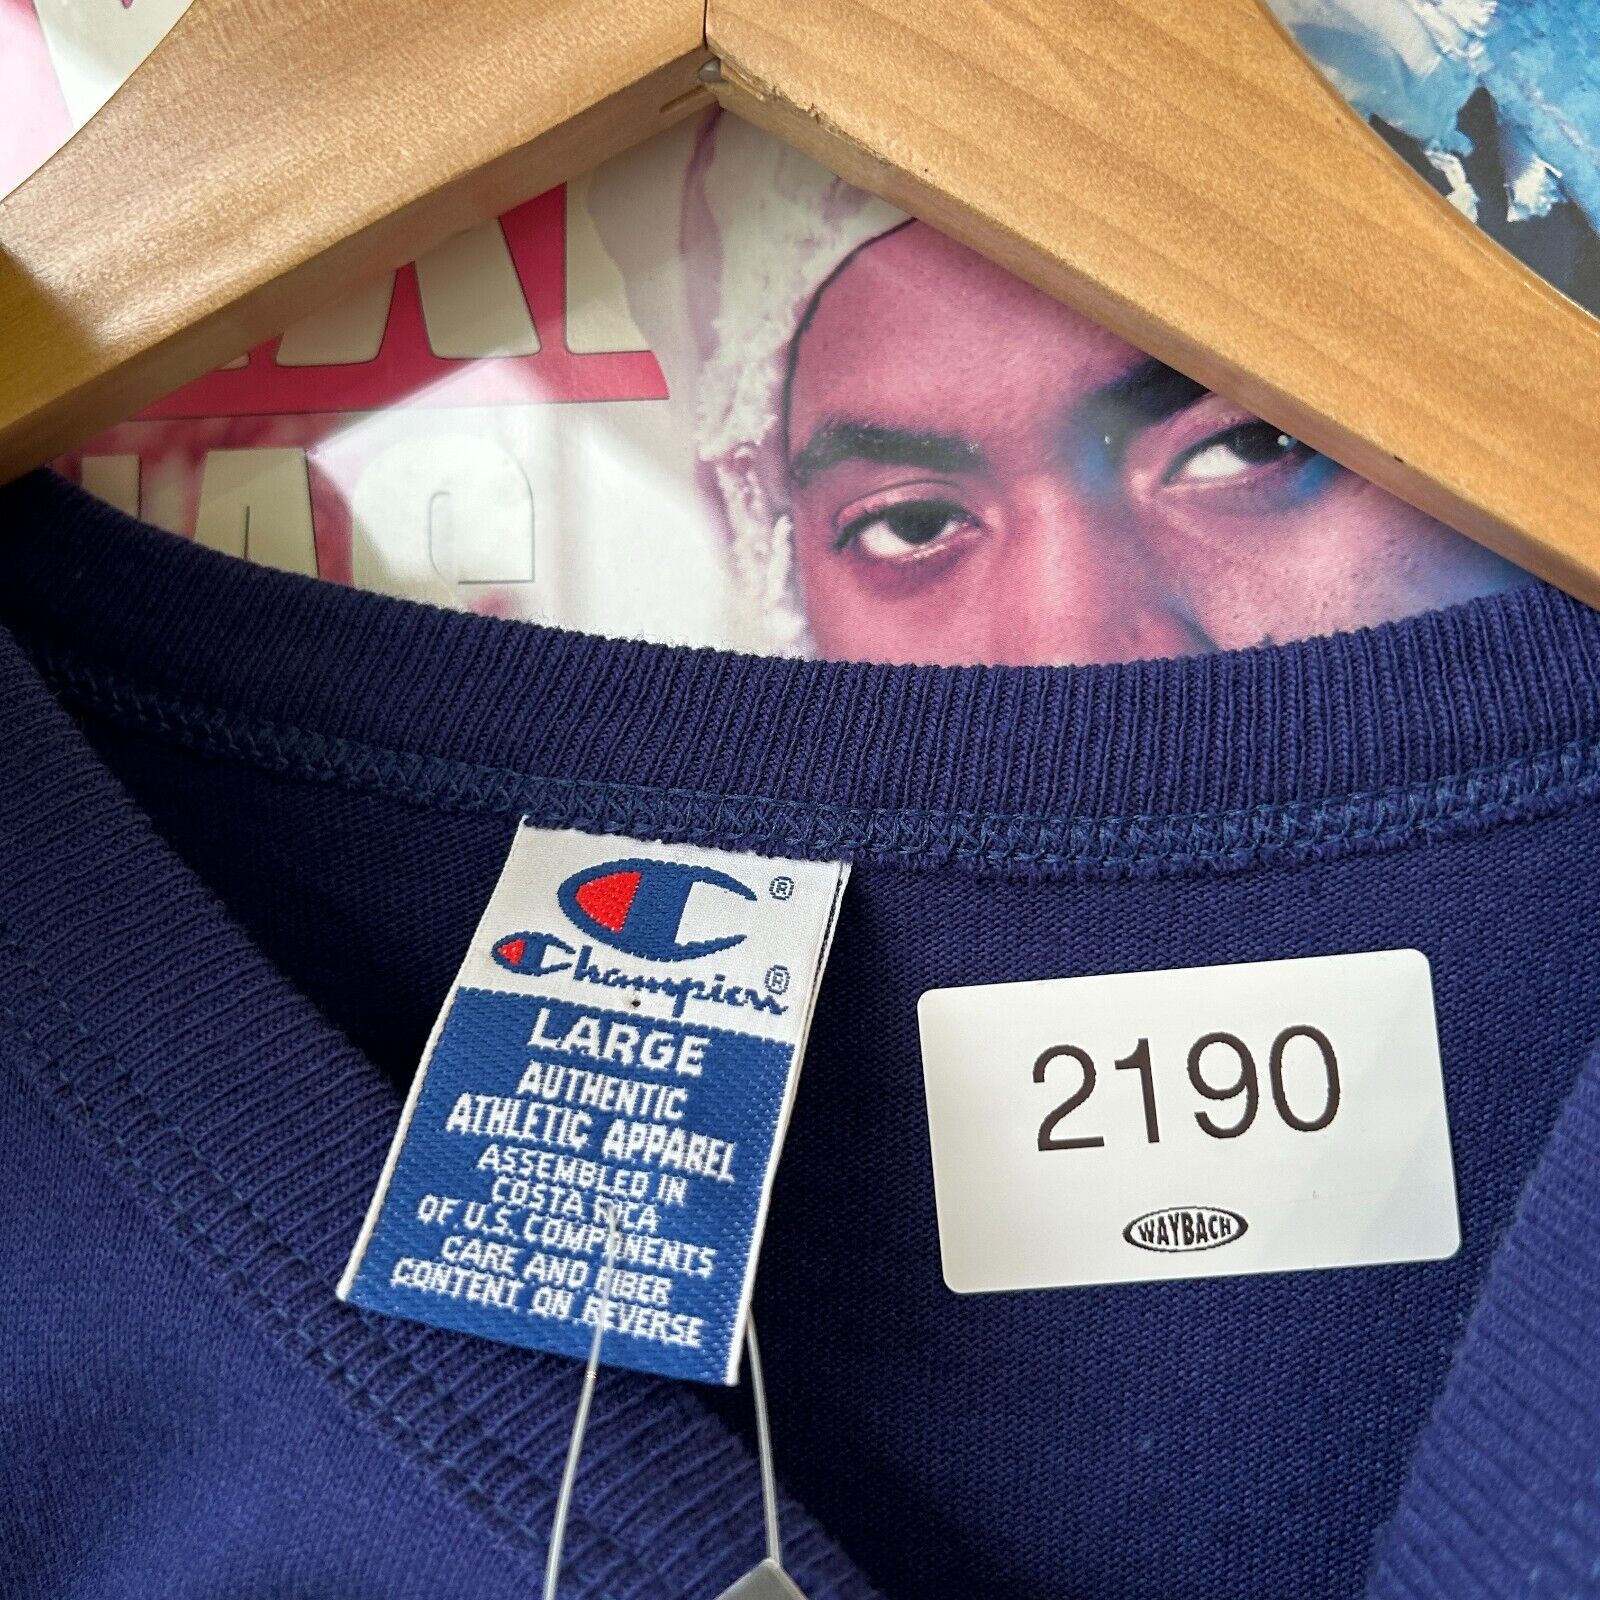 Champion
LARGE
AUTHENTIC
ATHLETIC APPAREL
ASSEMBLED IN
COSTA RICA
OF U.S. COMPONENTS
CARE AND FIBER
CONTENT ON REVERSE
2190
WAYBACH